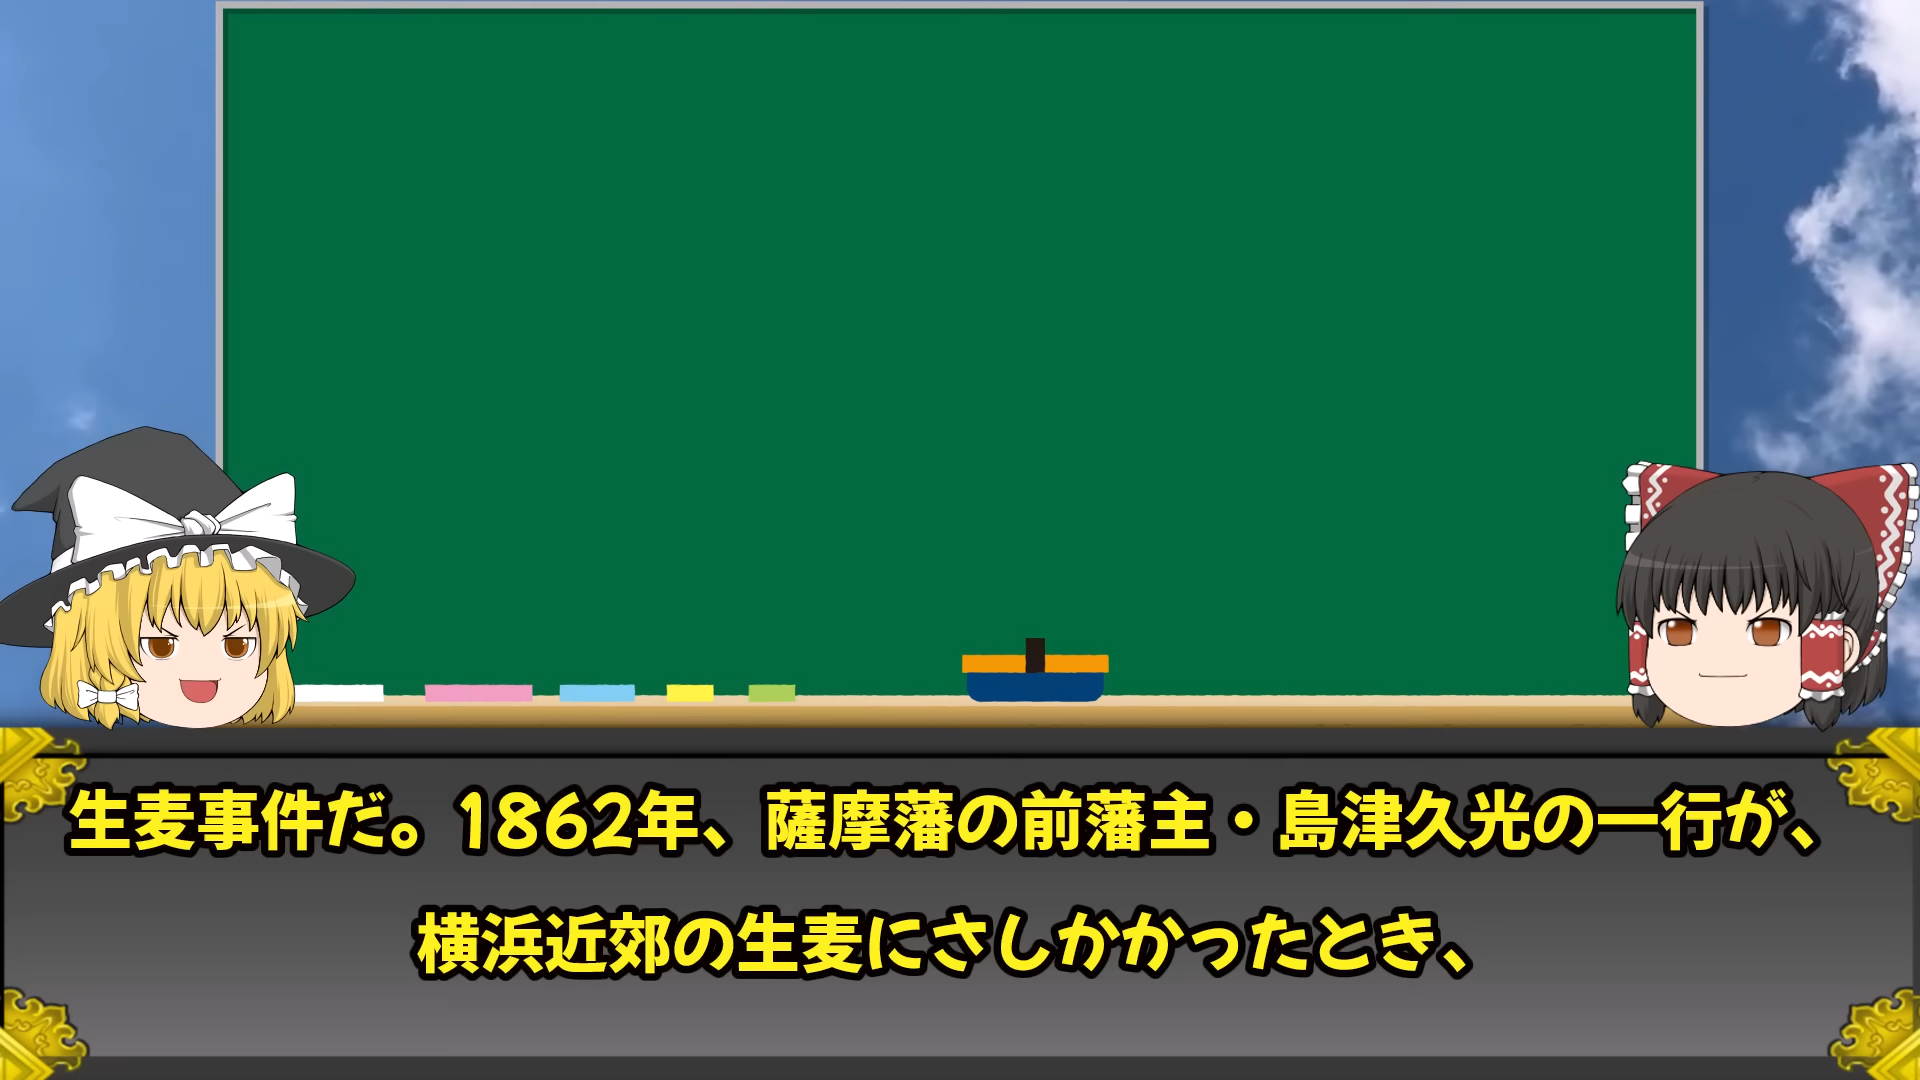 生麦事件だ。1862年、薩摩藩の前藩主・島津久光の一行が、
横浜近郊の生麦にさしかかったとき、